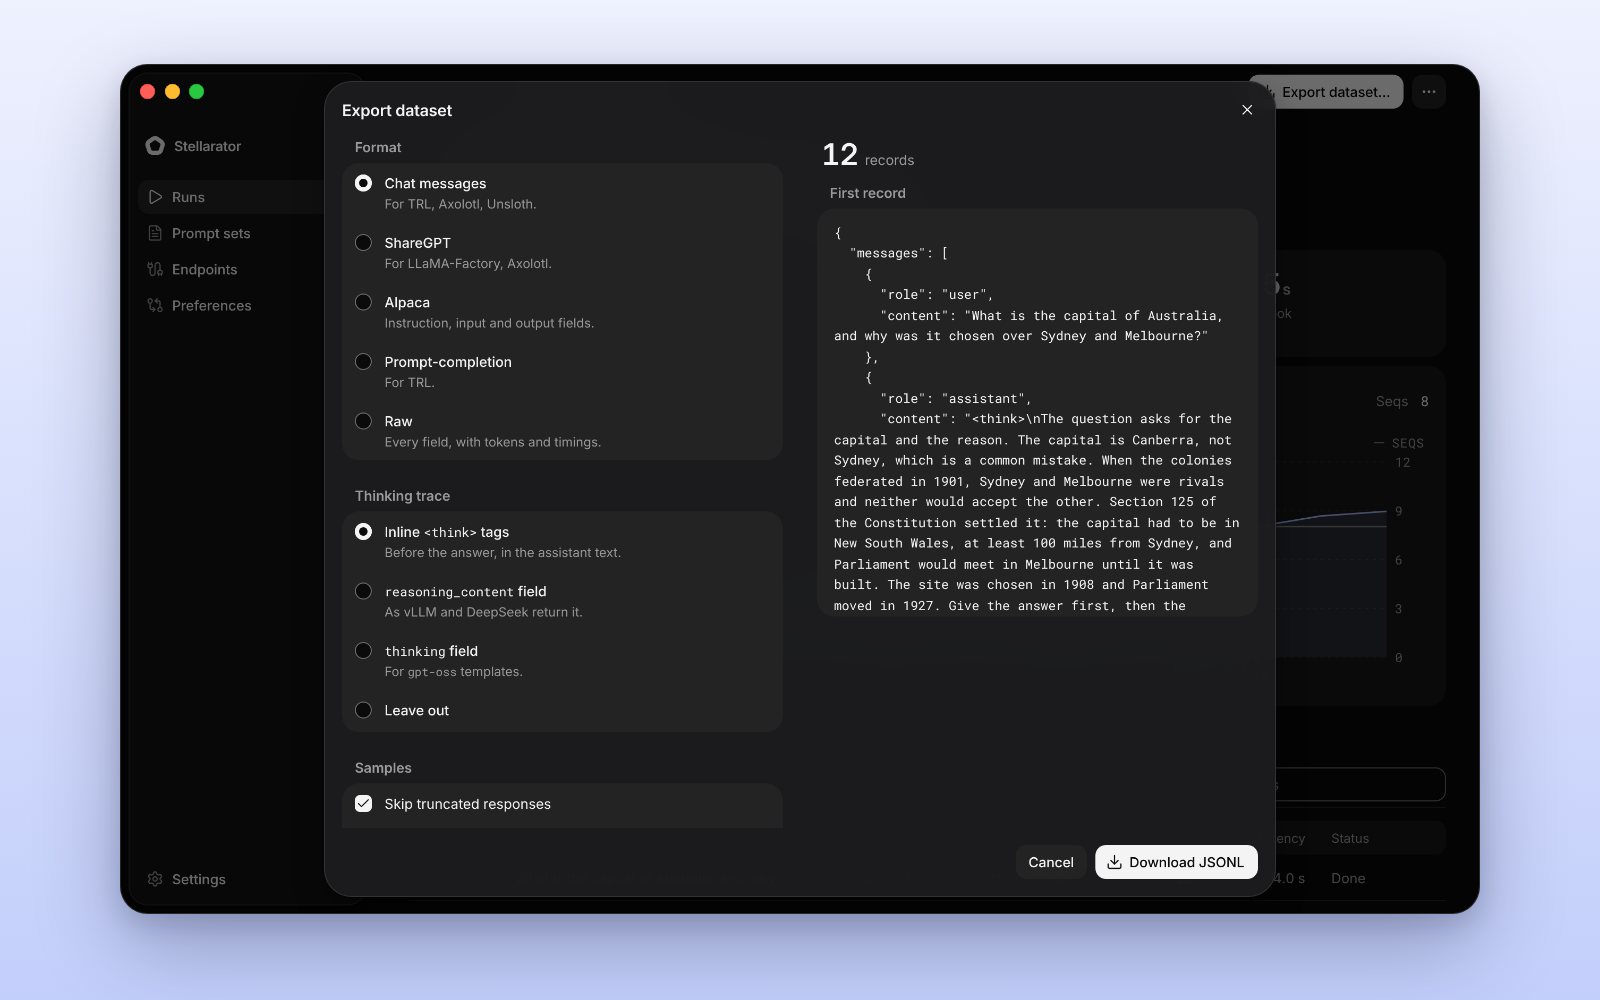 Export dataset...
Stellarator
Runs
Prompt sets
Endpoints
Preferences
Settings
Export dataset
Format
Chat messages
For TRL, Axolotl, Unsloth.
ShareGPT
For LLaMA-Factory, Axolotl.
Alpaca
Instruction, input and output fields.
Prompt-completion
For TRL.
Raw
Every field, with tokens and timings.
Thinking trace
Inline <think> tags
Before the answer, in the assistant text.
reasoning_content field
As vLLM and DeepSeek return it.
thinking field
For gpt-oss templates.
Leave out
Samples
Skip truncated responses
12 records
First record
{
"messages": [
{
"role": "user",
"content": "What is the capital of Australia,
and why was it chosen over Sydney and Melbourne?"
},
{
"role": "assistant",
"content": "<think>\nThe question asks for the
capital and the reason. The capital is Canberra, not
Sydney, which is a common mistake. When the colonies
federated in 1901, Sydney and Melbourne were rivals
and neither would accept the other. Section 125 of
the Constitution settled it: the capital had to be in
New South Wales, at least 100 miles from Sydney, and
Parliament would meet in Melbourne until it was
built. The site was chosen in 1908 and Parliament
moved in 1927. Give the answer first, then the
Cancel
Download JSONL
5 s
ok
Seqs 8
SEQS
12
9
6
3
0
s
ency Status
4.0 s Done